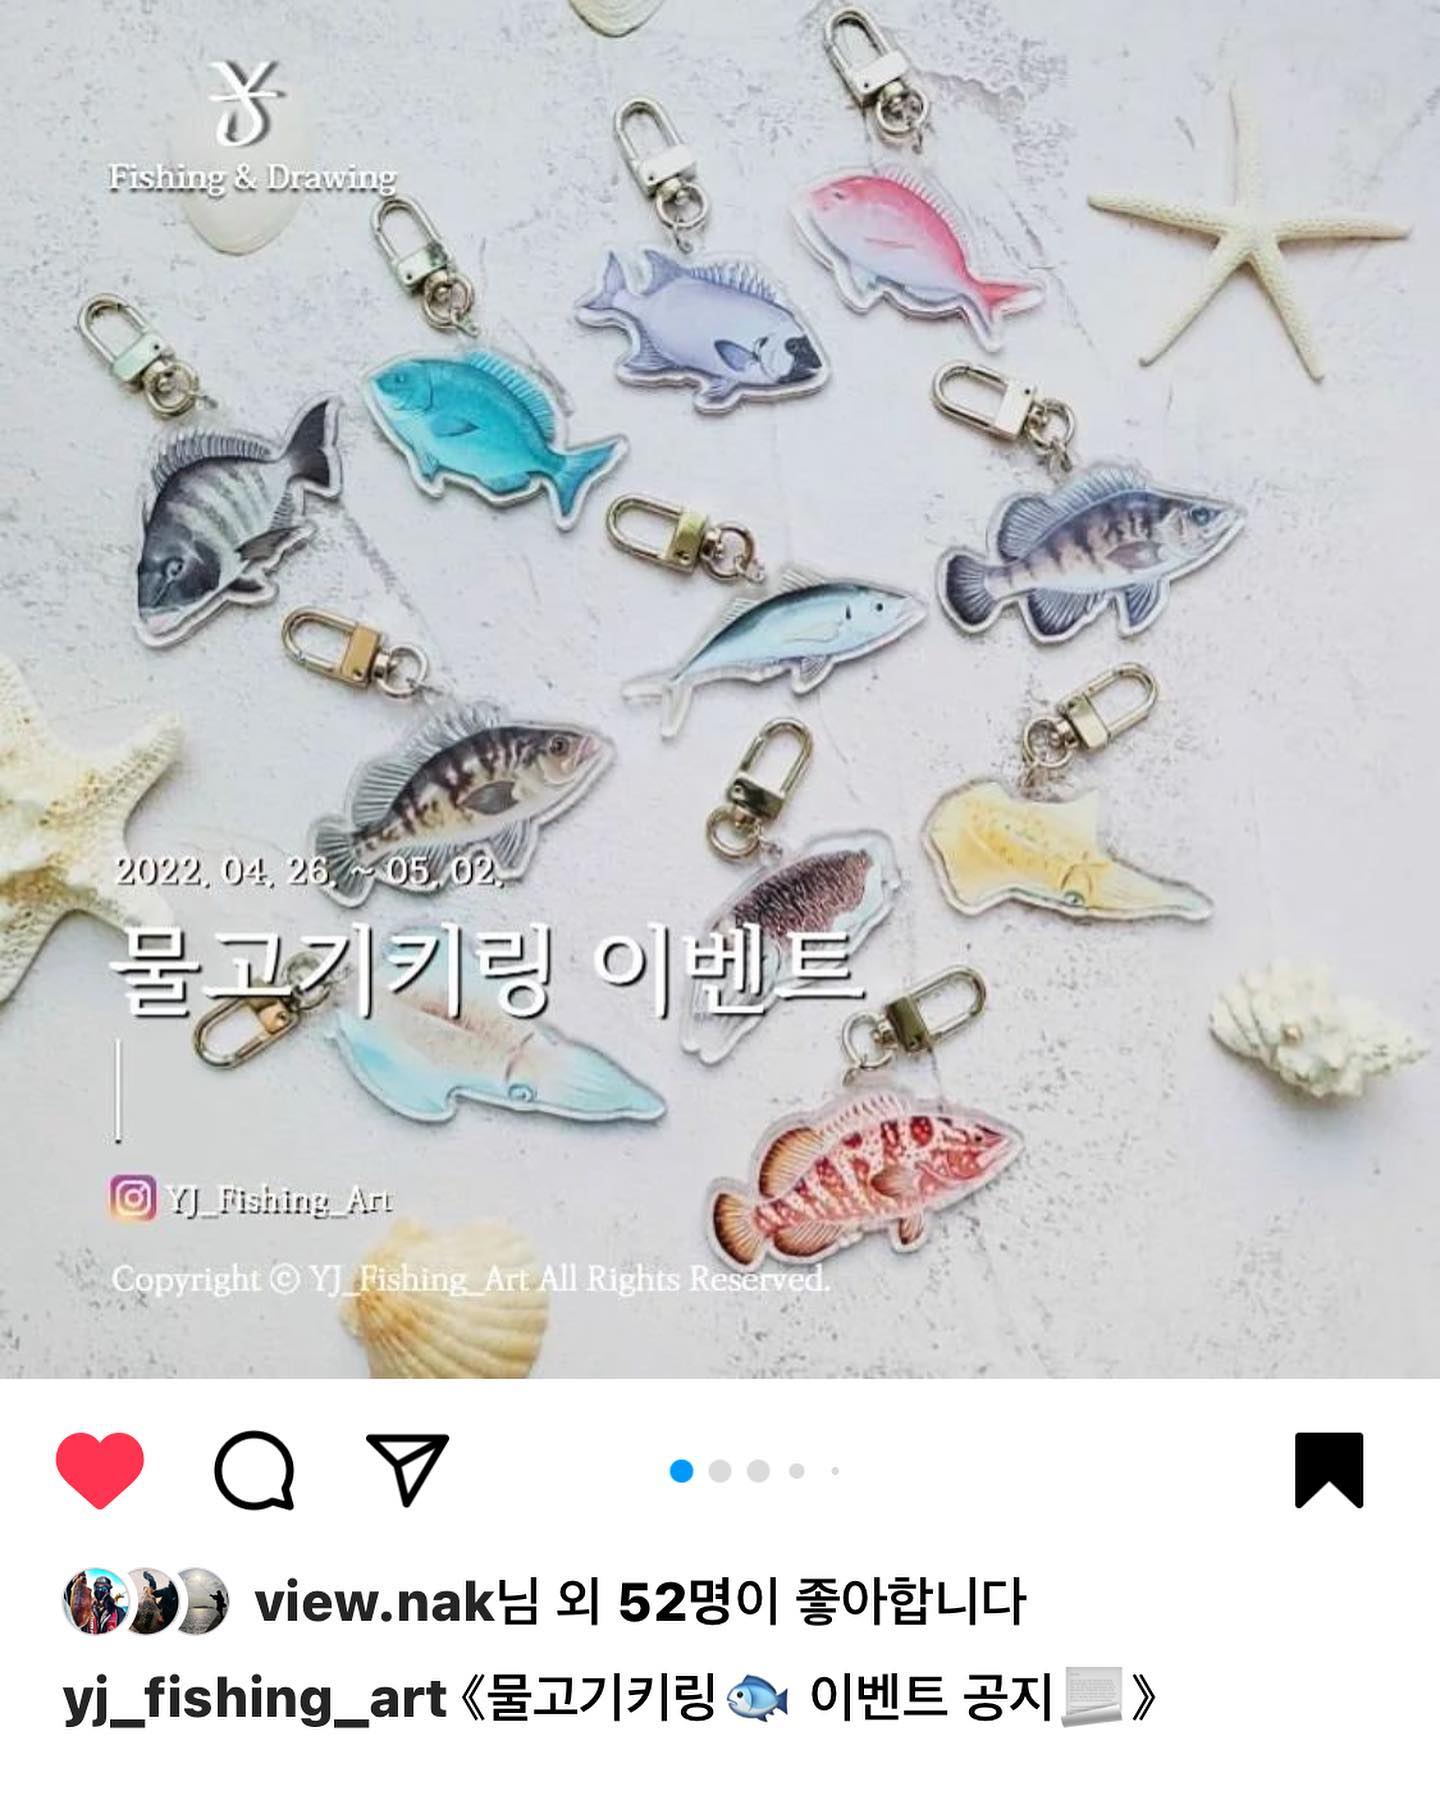 Fishing & Drawing
2022. 04. 26. ~ 05. 02.
물고기키링 이벤트
YJ_Fishing_Art
Copyright © YJ_Fishing_Art All Rights Reserved.
view.nak님 외 52명이 좋아합니다
yj_fishing_art 《물고기키링🐟 이벤트 공지📃》